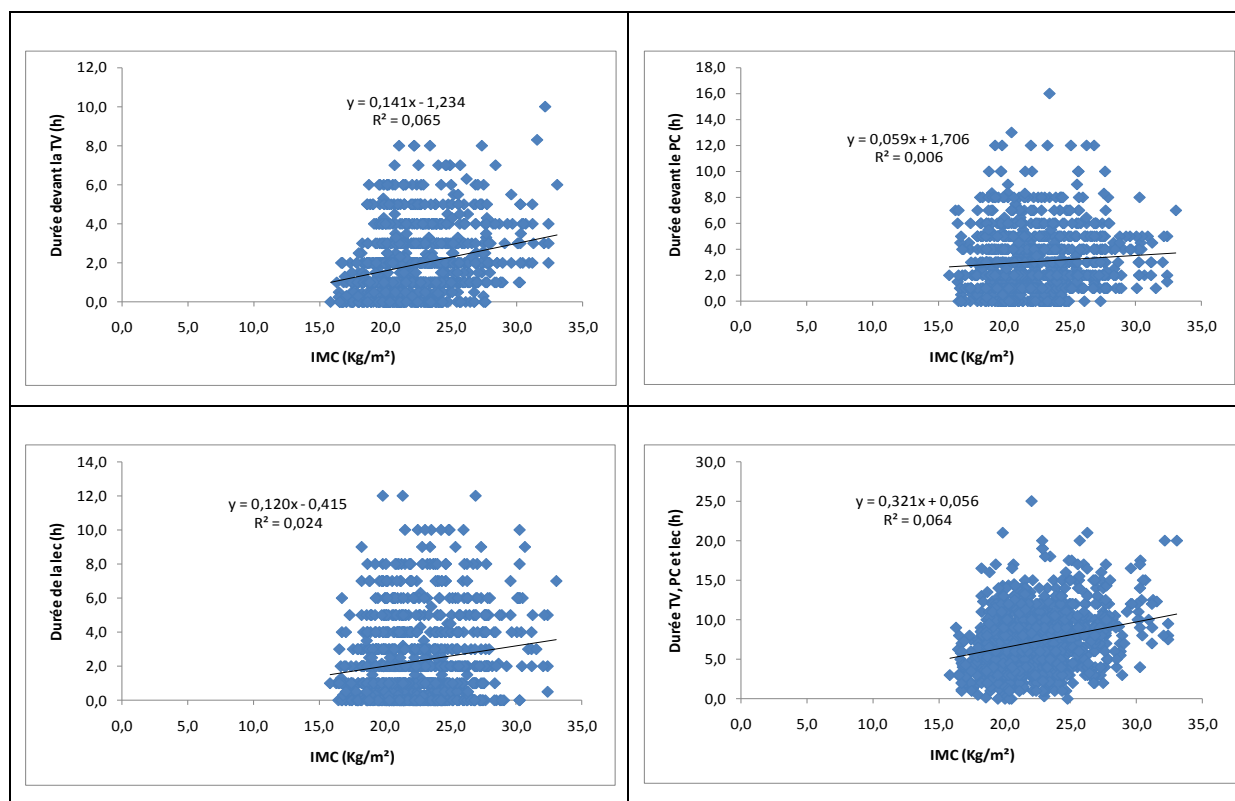 Durée devant la TV (h)
12,0
10,0
8,0
6,0
4,0
2,0
0,0
y = 0,141x - 1,234
R² = 0,065
0,0 5,0 10,0 15,0 20,0 25,0 30,0 35,0
IMC (Kg/m²)
Durée devant le PC (h)
18,0
16,0
14,0
12,0
10,0
8,0
6,0
4,0
2,0
0,0
y = 0,059x + 1,706
R² = 0,006
0,0 5,0 10,0 15,0 20,0 25,0 30,0 35,0
IMC (Kg/m²)
Durée de la lec (h)
14,0
12,0
10,0
8,0
6,0
4,0
2,0
0,0
y = 0,120x - 0,415
R² = 0,024
0,0 5,0 10,0 15,0 20,0 25,0 30,0 35,0
IMC (Kg/m²)
Durée TV, PC et lec (h)
30,0
25,0
20,0
15,0
10,0
5,0
0,0
y = 0,321x + 0,056
R² = 0,064
0,0 5,0 10,0 15,0 20,0 25,0 30,0 35,0
IMC (Kg/m²)